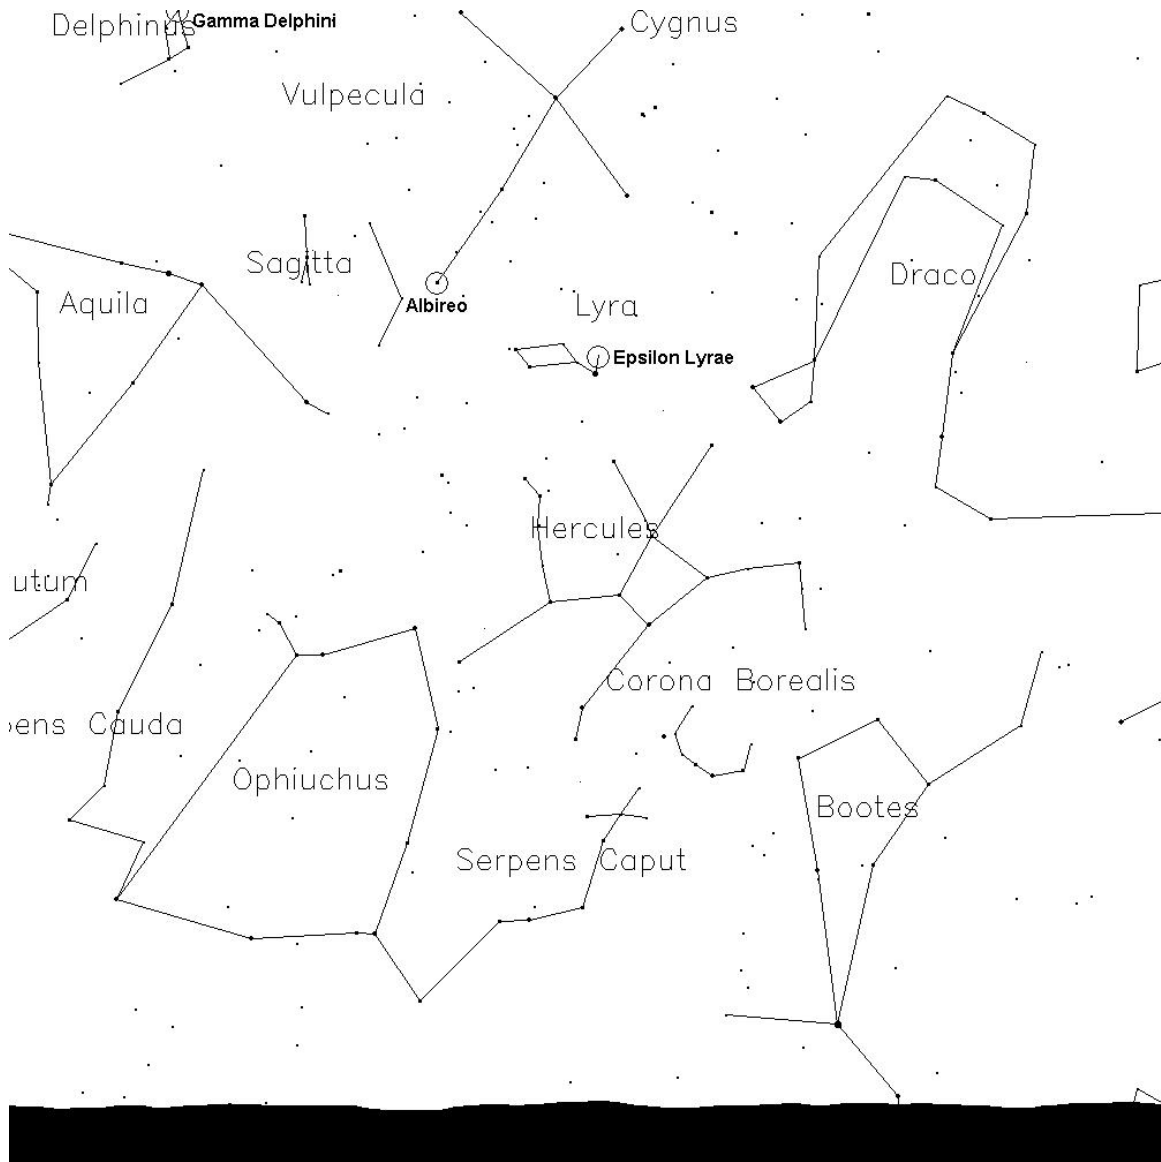 Delphinus
Gamma Delphini
Cygnus
Vulpecula
Sagitta
Draco
Aquila
Albireo
Lyra
Epsilon Lyrae
Hercules
utum
Corona Borealis
pens Cauda
Ophiuchus
Bootes
Serpens Caput